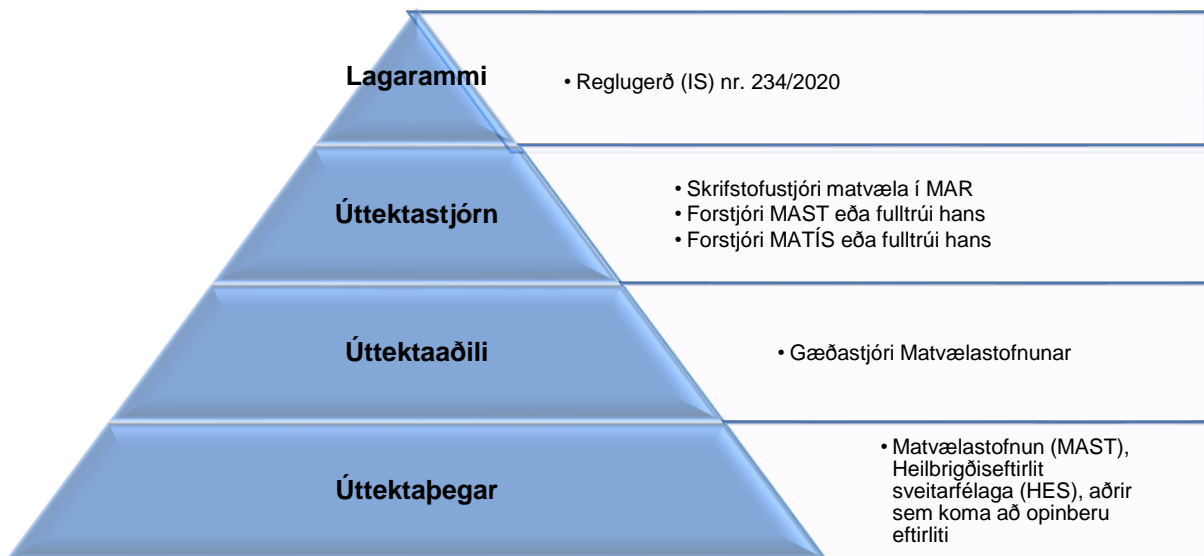 Lagarammi
• Reglugerð (IS) nr. 234/2020
Úttektastjórn
• Skrifstofustjóri matvæla í MAR
• Forstjóri MAST eða fulltrúi hans
• Forstjóri MATÍS eða fulltrúi hans
Úttektaaðili
• Gæðastjóri Matvælastofnunar
Úttektaþegar
• Matvælastofnun (MAST),
Heilbrigðiseftirlit
sveitarfélaga (HES), aðrir
sem koma að opinberu
eftirliti